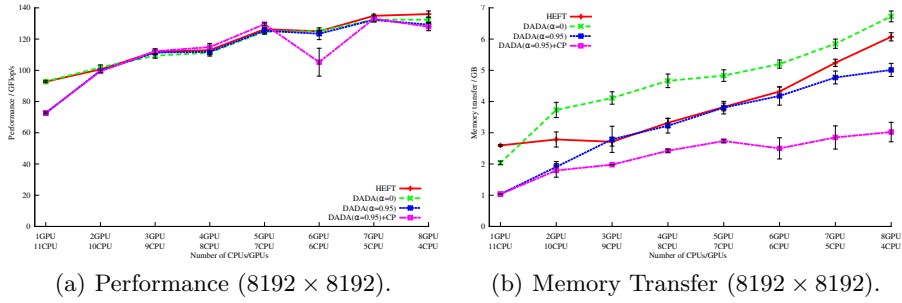 140
120
100
80
60
40
20
0
Performance / GFlop/s
HEFT
DADA(α=0)
DADA(α=0.95)
DADA(α=0.95)+CP
1GPU 2GPU 3GPU 4GPU 5GPU 6GPU 7GPU 8GPU
11CPU 10CPU 9CPU 8CPU 7CPU 6CPU 5CPU 4CPU
Number of CPUs/GPUs
(a) Performance (8192 × 8192).
7
6
5
4
3
2
1
0
Memory transfer / GB
HEFT
DADA(α=0)
DADA(α=0.95)
DADA(α=0.95)+CP
1GPU 2GPU 3GPU 4GPU 5GPU 6GPU 7GPU 8GPU
11CPU 10CPU 9CPU 8CPU 7CPU 6CPU 5CPU 4CPU
Number of CPUs/GPUs
(b) Memory Transfer (8192 × 8192).